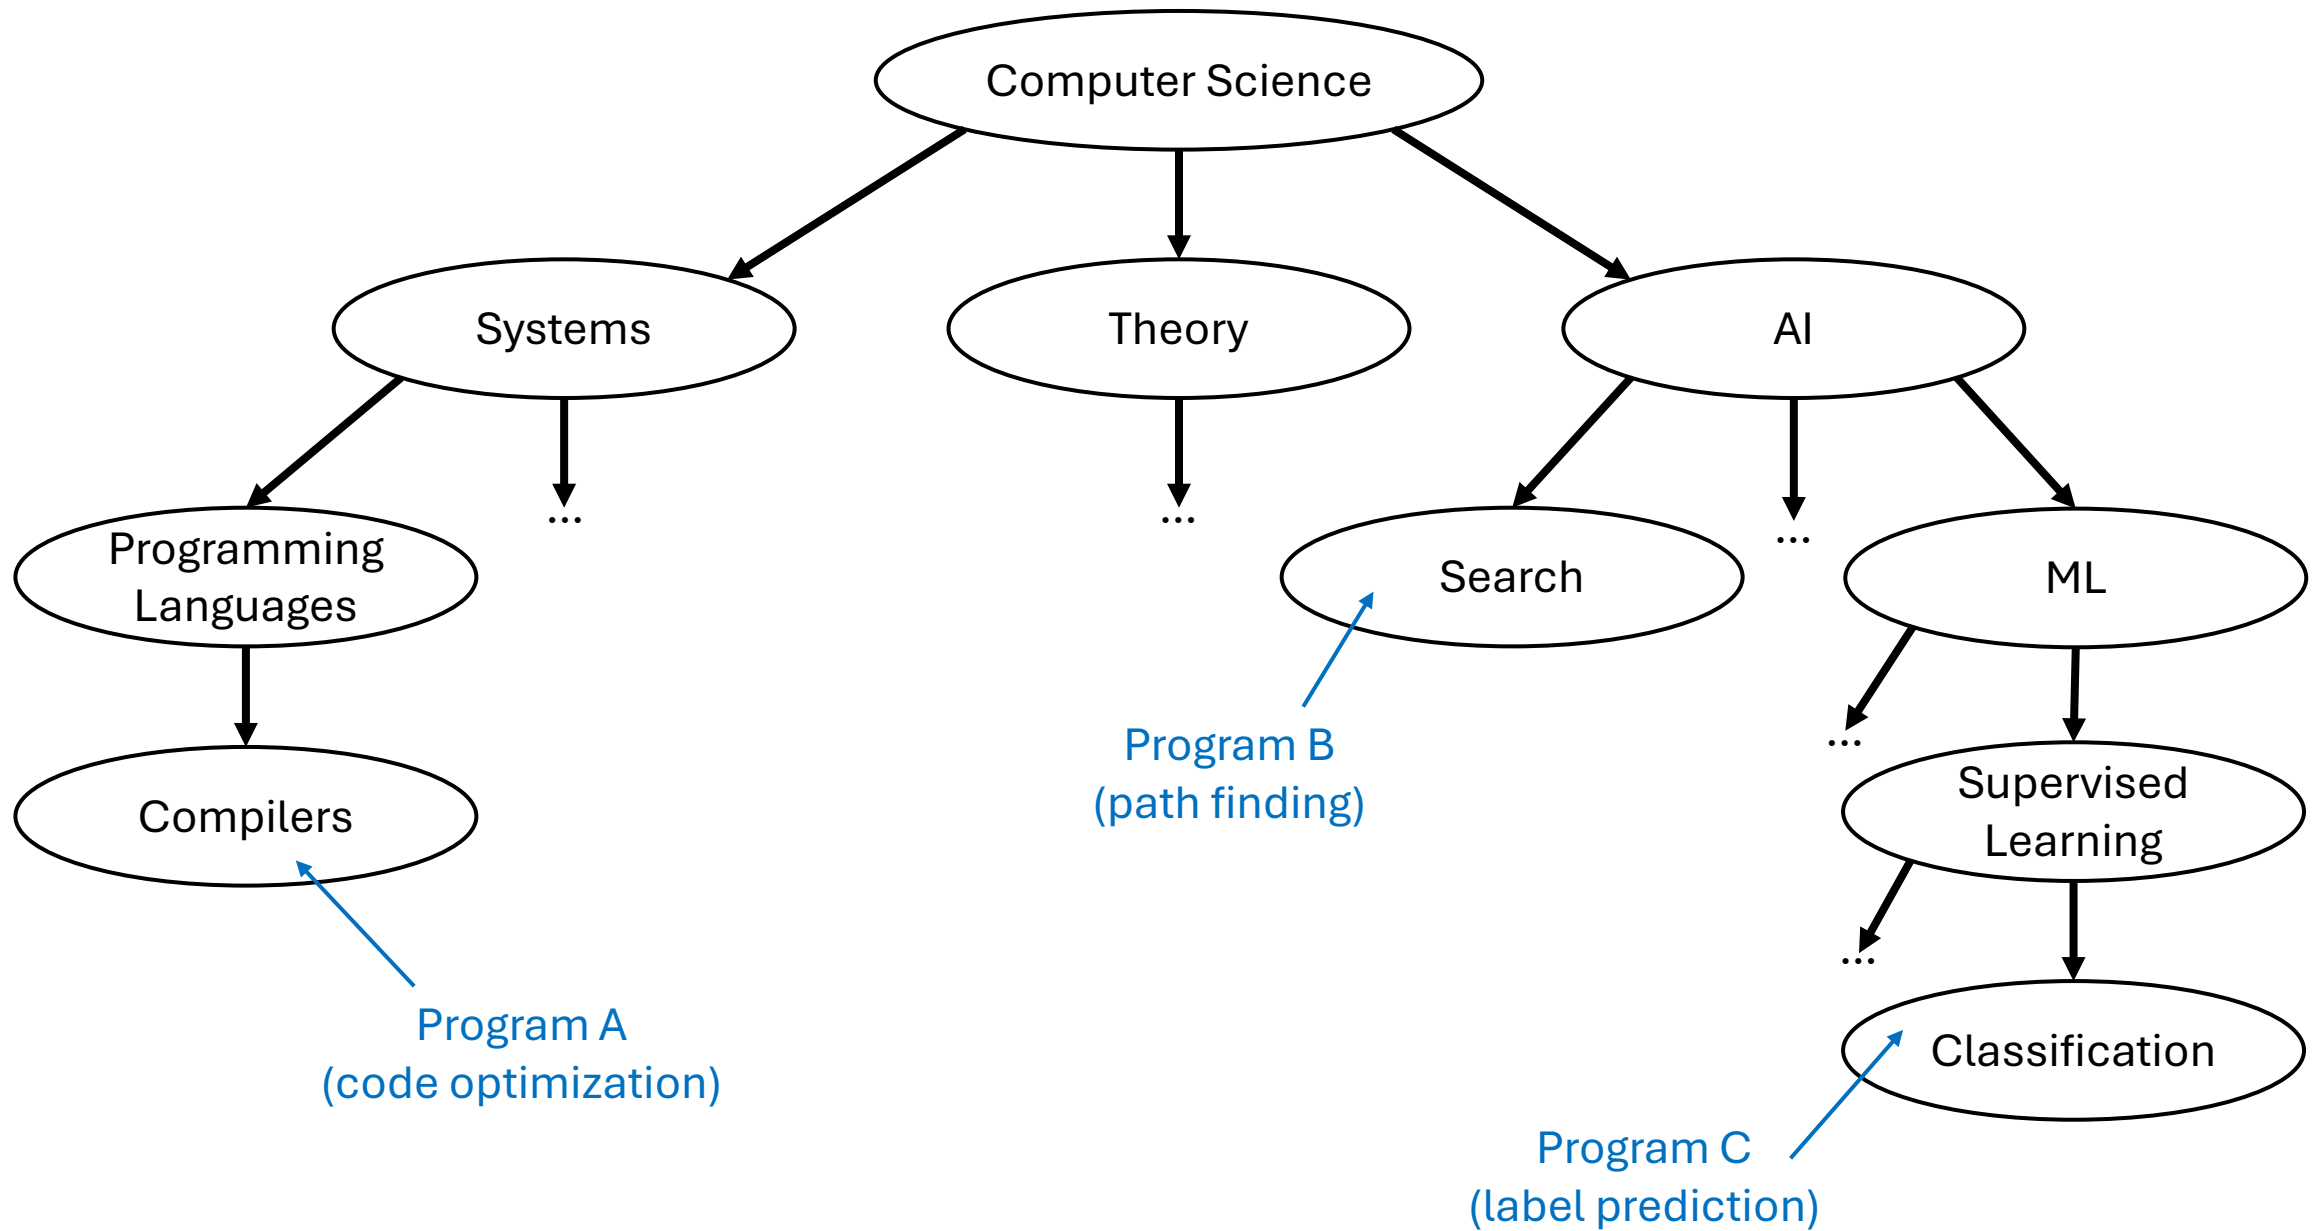 Computer Science
Systems
Theory
AI
Programming
Languages
...
...
Search
...
ML
Compilers
Program B
(path finding)
...
Supervised
Learning
Program A
(code optimization)
...
Classification
Program C
(label prediction)